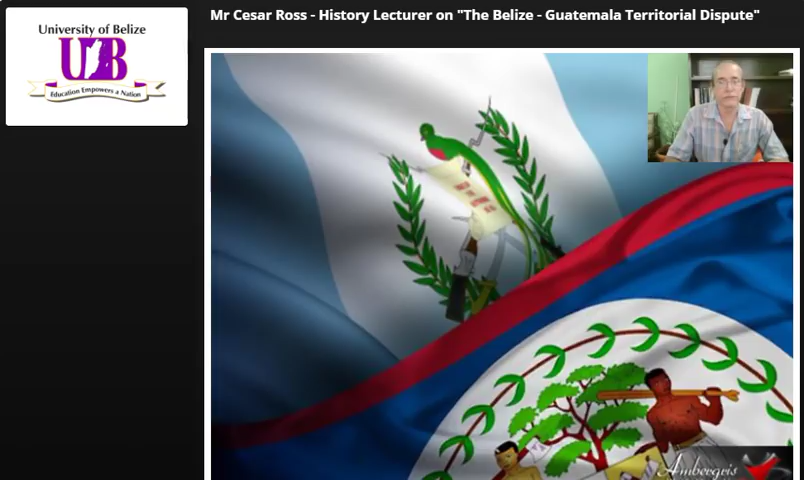 Mr Cesar Ross - History Lecturer on "The Belize - Guatemala Territorial Dispute"
University of Belize
UB
Education Empowers a Nation
Ambergris